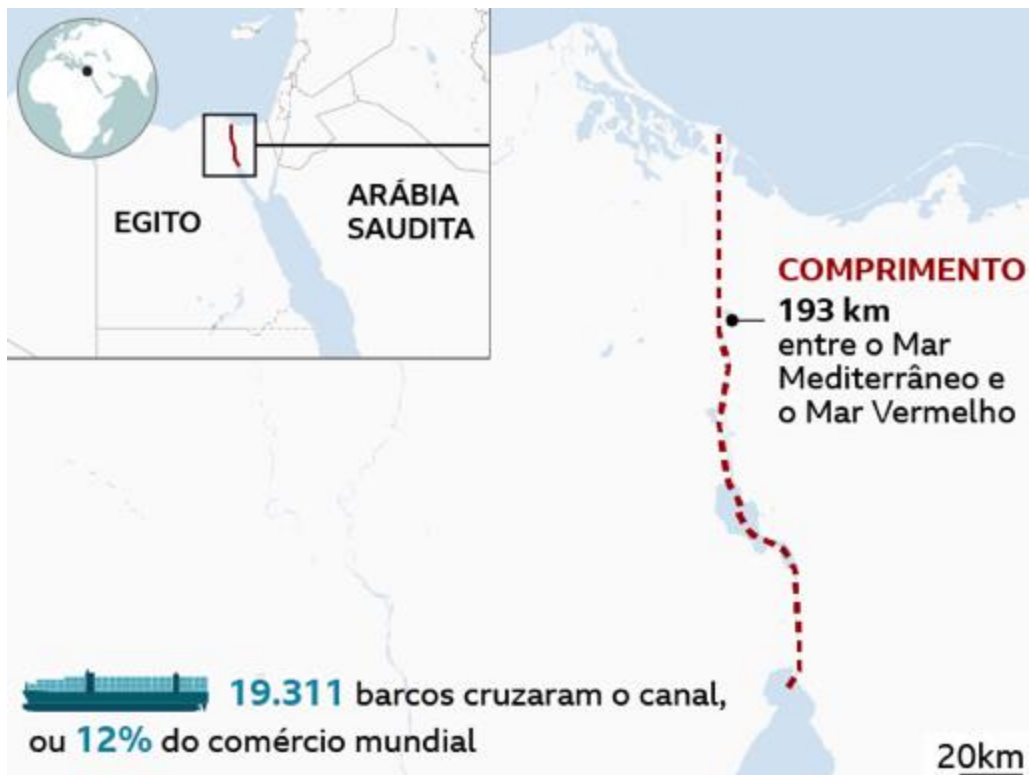 EGITO
ARÁBIA
SAUDITA
COMPRIMENTO
193 km
entre o Mar
Mediterrâneo e
o Mar Vermelho
19.311 barcos cruzaram o canal,
ou 12% do comércio mundial
20km